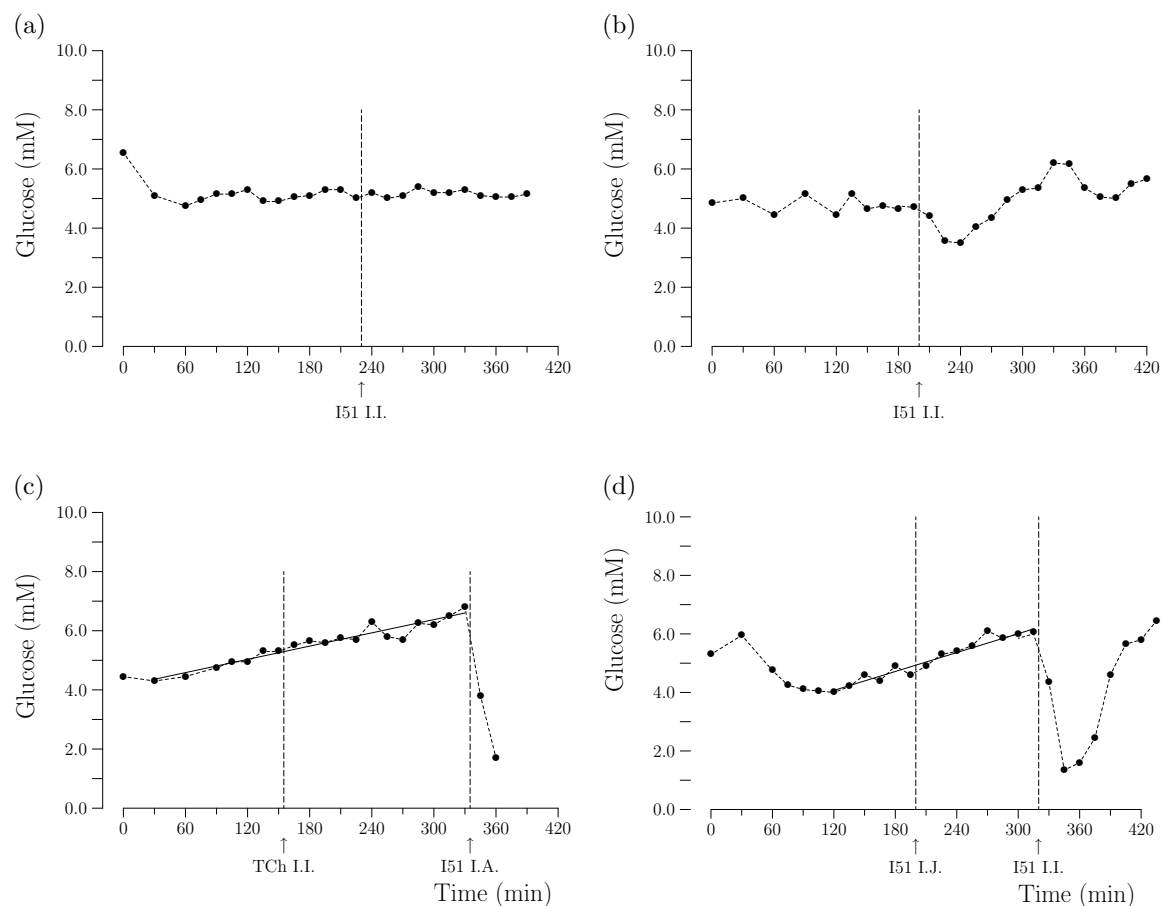 (a)
10.0
8.0
6.0
4.0
2.0
0.0
Glucose (mM)
0 60 120 180 240 300 360 420
↑
I51 I.I.
(b)
10.0
8.0
6.0
4.0
2.0
0.0
Glucose (mM)
0 60 120 180 240 300 360 420
↑
I51 I.I.
(c)
10.0
8.0
6.0
4.0
2.0
0.0
Glucose (mM)
0 60 120 180 240 300 360 420
↑ ↑
TCh I.I. I51 I.A.
Time (min)
(d)
10.0
8.0
6.0
4.0
2.0
0.0
Glucose (mM)
0 60 120 180 240 300 360 420
↑ ↑
I51 I.J. I51 I.I.
Time (min)